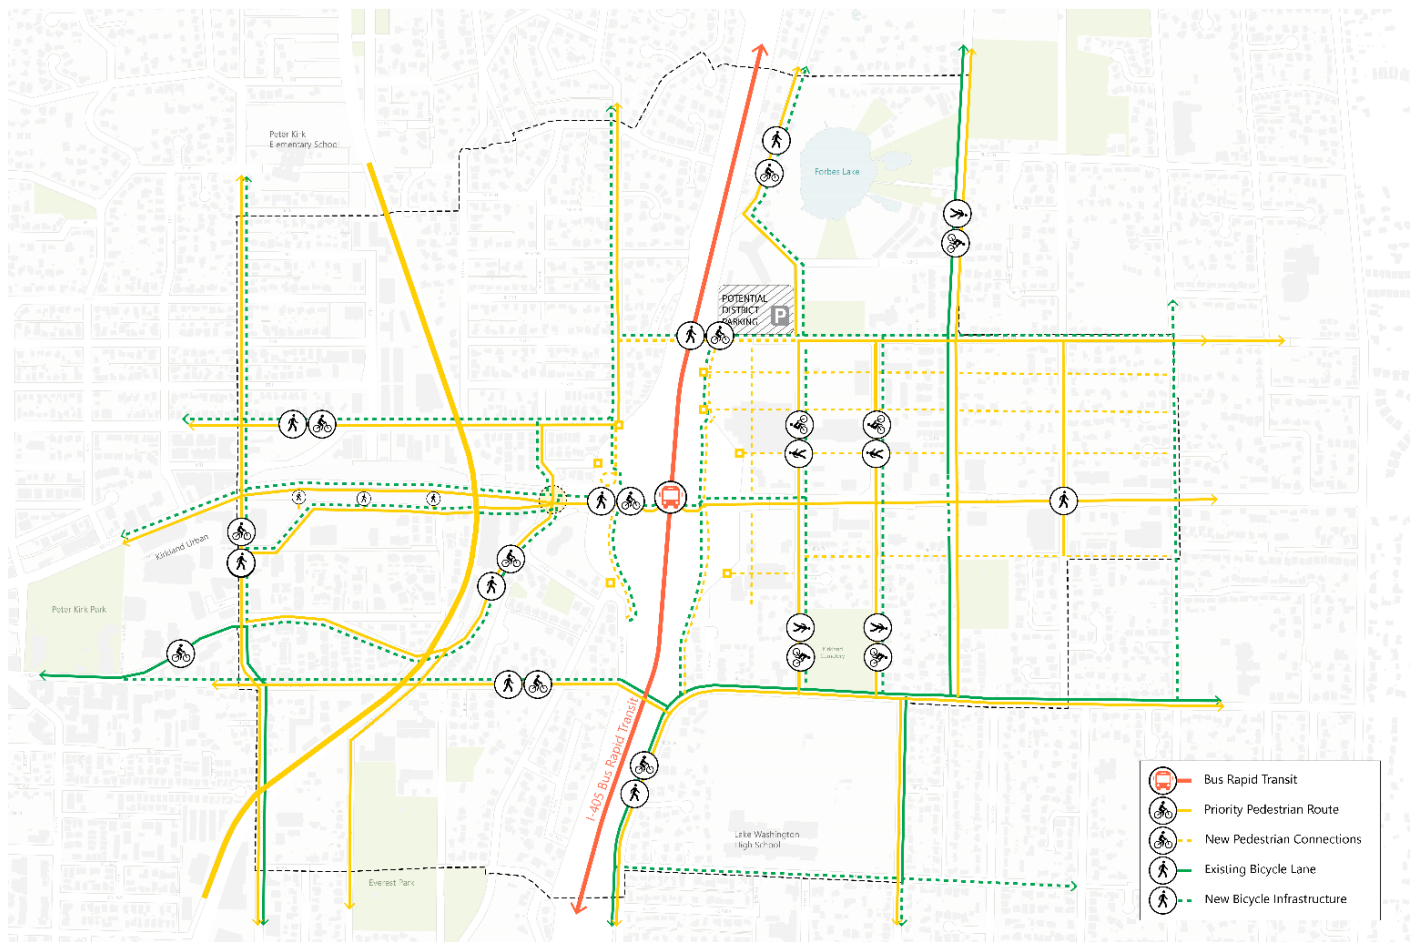 Peter Kirk
Elementary School
Forbes Lake
POTENTIAL
DISTRICT
PARKING
P
Kirkland Urban
Peter Kirk Park
Kirkland
Cemetery
I-405 Bus Rapid Transit
Lake Washington
High School
Everest Park
Bus Rapid Transit
Priority Pedestrian Route
New Pedestrian Connections
Existing Bicycle Lane
New Bicycle Infrastructure